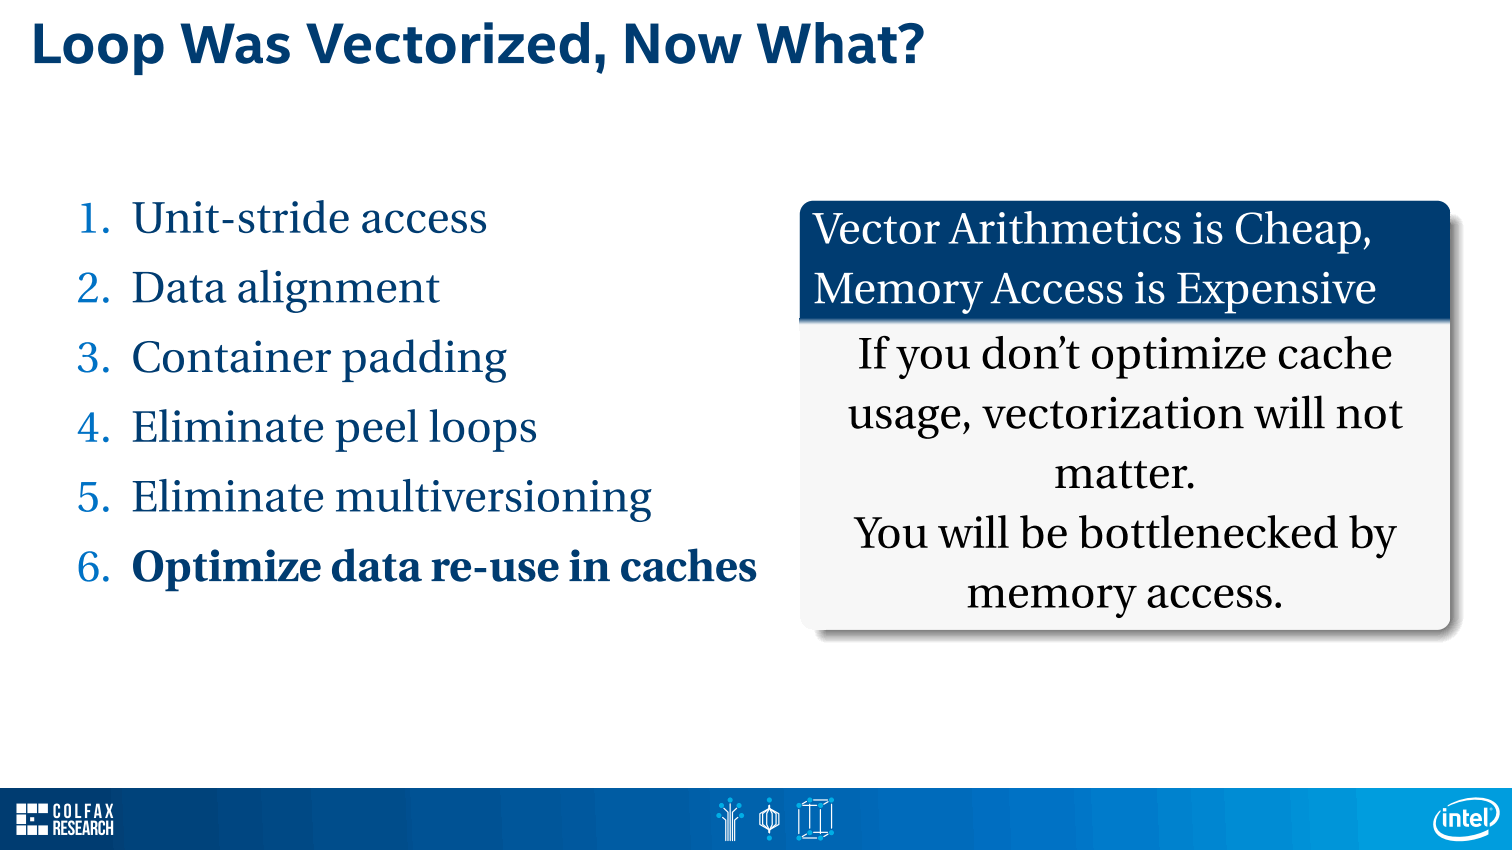 Loop Was Vectorized, Now What?
1. Unit-stride access
2. Data alignment
3. Container padding
4. Eliminate peel loops
5. Eliminate multiversioning
6. Optimize data re-use in caches
Vector Arithmetics is Cheap,
Memory Access is Expensive
If you don’t optimize cache
usage, vectorization will not
matter.
You will be bottlenecked by
memory access.
COLFAX
RESEARCH
intel